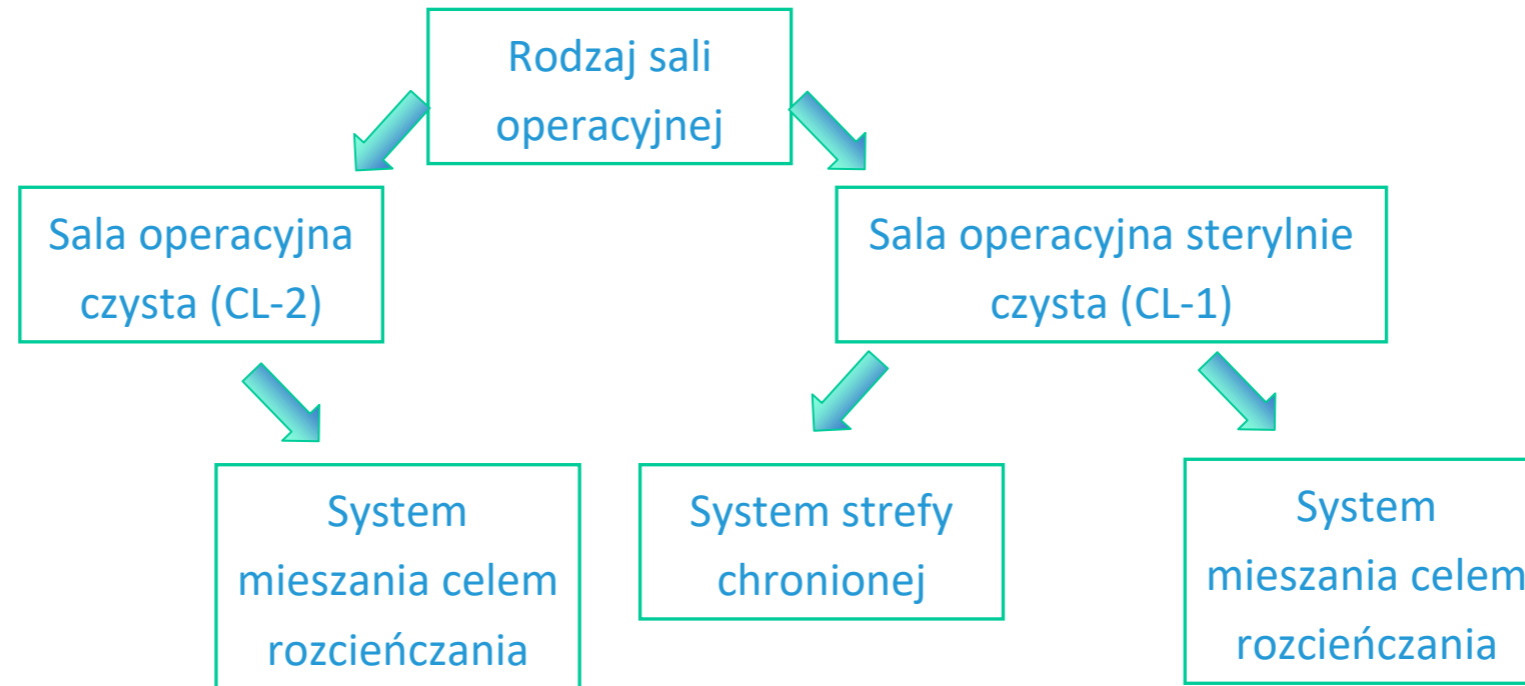 Rodzaj sali
operacyjnej
Sala operacyjna
czysta (CL-2)
Sala operacyjna sterylnie
czysta (CL-1)
System
mieszania celem
rozcieńczania
System strefy
chronionej
System
mieszania celem
rozcieńczania